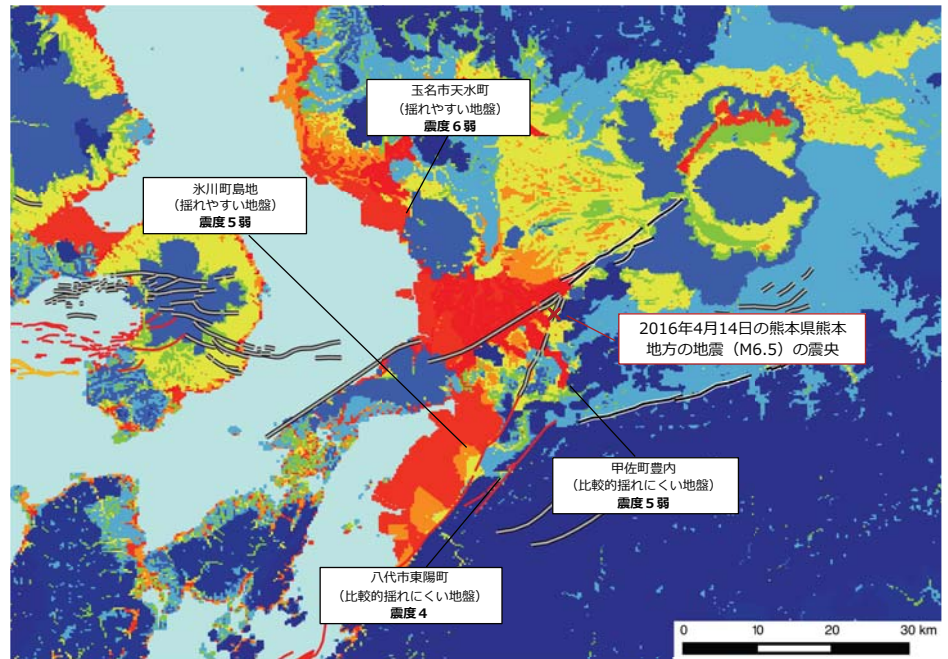 玉名市天水町
(揺れやすい地盤)
震度6弱
氷川町島地
(揺れやすい地盤)
震度5弱
2016年4月14日の熊本県熊本
地方の地震（M6.5）の震央
甲佐町豊内
(比較的揺れにくい地盤)
震度5弱
八代市東陽町
(比較的揺れにくい地盤)
震度4
0 10 20 30 km